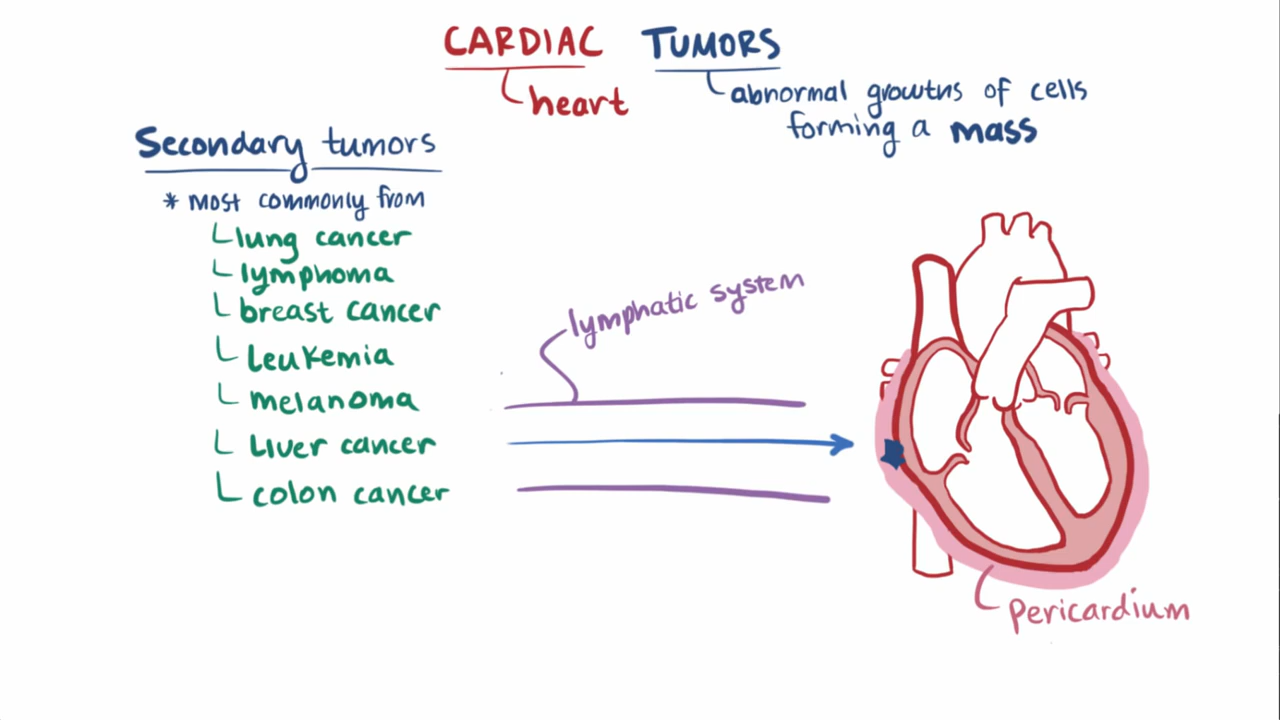 CARDIAC TUMORS
heart
abnormal growths of cells
forming a mass
Secondary tumors
* most commonly from
lung cancer
lymphoma
breast cancer
leukemia
melanoma
Liver cancer
colon cancer
lymphatic system
pericardium